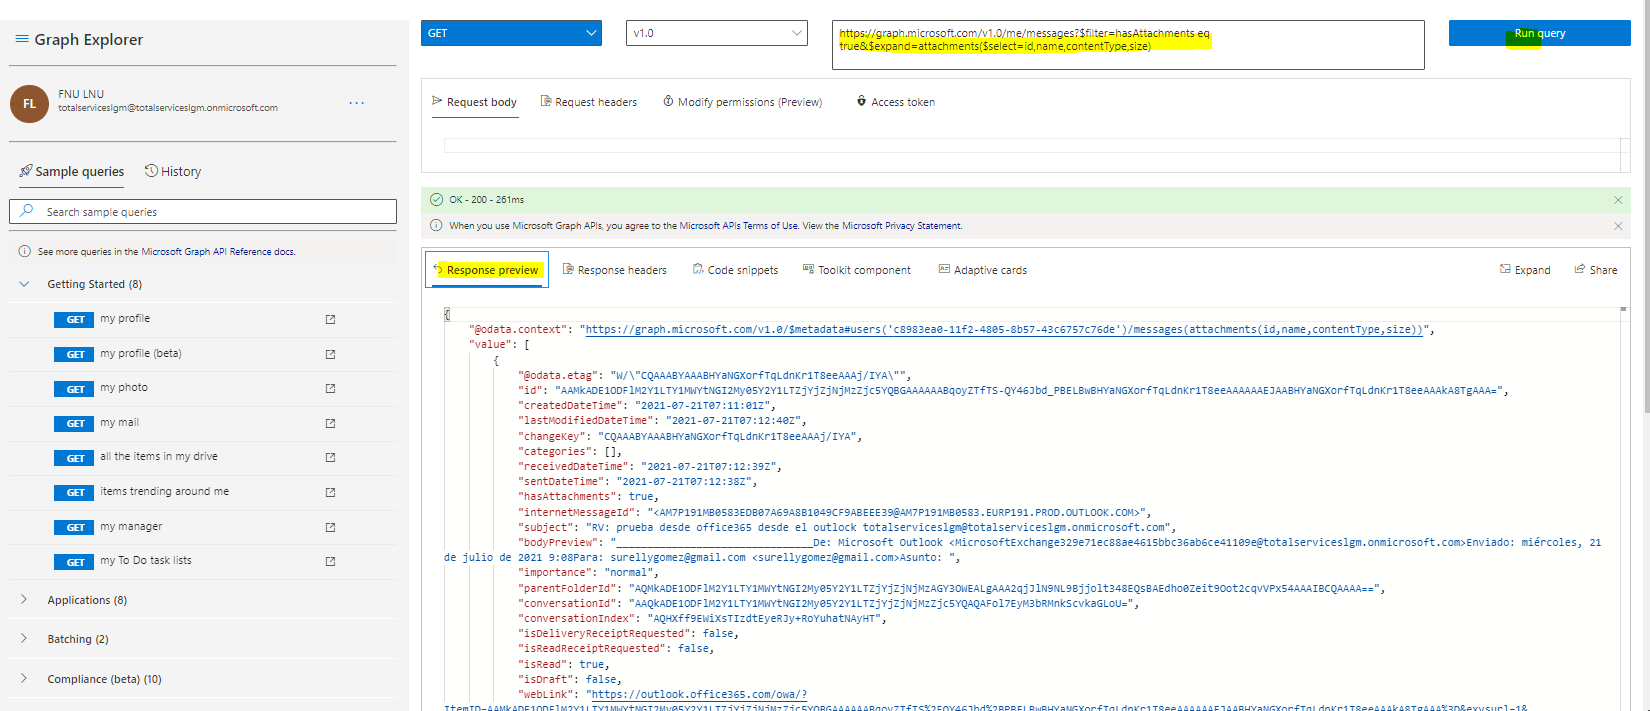 Graph Explorer
FL
FNU LNU
totalserviceslgm@totalserviceslgm.onmicrosoft.com
...
Sample queries
History
Search sample queries
See more queries in the Microsoft Graph API Reference docs.
Getting Started (8)
GET my profile
GET my profile (beta)
GET my photo
GET my mail
GET all the items in my drive
GET items trending around me
GET my manager
GET my To Do task lists
Applications (8)
Batching (2)
Compliance (beta) (10)
GET
v1.0
https://graph.microsoft.com/v1.0/me/messages?$filter=hasAttachments eq
true&$expand=attachments($select=id,name,contentType,size)
Run query
Request body
Request headers
Modify permissions (Preview)
Access token
OK - 200 - 261ms
When you use Microsoft Graph APIs, you agree to the Microsoft APIs Terms of Use. View the Microsoft Privacy Statement.
Response preview
Response headers
Code snippets
Toolkit component
Adaptive cards
Expand
Share
{
"@odata.context": "https://graph.microsoft.com/v1.0/$metadata#users('c8983ea0-11f2-4805-8b57-43c6757c76de')/messages(attachments(id,name,contentType,size))",
"value": [
{
"@odata.etag": "W/\"CQAAABYAAABHYaNGXorfTqLdnKr1T8eeAAAj/IYA\"",
"id": "AAMkADE1ODFlM2Y1LTY1MWYtNGI2My05Y2Y1LTZjYjZjNjMzZjc5YQBGAAAAAABqoyZTfTS-QY46Jbd_PBELBwBHYaNGXorfTqLdnKr1T8eeAAAAAAEJAABHYaNGXorfTqLdnKr1T8eeAAAkA8TgAAA=",
"createdDateTime": "2021-07-21T07:11:01Z",
"lastModifiedDateTime": "2021-07-21T07:12:40Z",
"changeKey": "CQAAABYAAABHYaNGXorfTqLdnKr1T8eeAAAj/IYA",
"categories": [],
"receivedDateTime": "2021-07-21T07:12:39Z",
"sentDateTime": "2021-07-21T07:12:38Z",
"hasAttachments": true,
"internetMessageId": "<AM7P191MB0583EDB07A69A8B1049CF9ABEEE39@AM7P191MB0583.EURP191.PROD.OUTLOOK.COM>",
"subject": "RV: prueba desde office365 desde el outlock totalserviceslgm@totalserviceslgm.onmicrosoft.com",
"bodyPreview": "________________________________De: Microsoft Outlook <MicrosoftExchange329e71ec88ae4615bbc36ab6ce41109e@totalserviceslgm.onmicrosoft.com>Enviado: miércoles, 21
de julio de 2021 9:08Para: surellygomez@gmail.com <surellygomez@gmail.com>Asunto: ",
"importance": "normal",
"parentFolderId": "AQMkADE1ODFlM2Y1LTY1MWYtNGI2My05Y2Y1LTZjYjZjNjMzAGY3OWEALgAAA2qjJlN9NL9Bjjolt348EQsBAEdho0Zeit9Oot2cqvVPx54AAAIBCQAAAA==",
"conversationId": "AAQkADE1ODFlM2Y1LTY1MWYtNGI2My05Y2Y1LTZjYjZjNjMzZjc5YQAQAFol7EyM3bRMnkScvkaGLoU=",
"conversationIndex": "AQHXff9EWiXsTIzdtEyeRJy+RoYuhatNAyHT",
"isDeliveryReceiptRequested": false,
"isReadReceiptRequested": false,
"isRead": true,
"isDraft": false,
"webLink": "https://outlook.office365.com/owa/?
ItemID=AAMkADE1ODFlM2Y1LTY1MWYtNGI2My05Y2Y1LTZjYjZjNjMzZjc5YQBGAAAAAABqoyZTfTS%2FQY46Jbd%2BPBELBwBHYaNGXorfTqLdnKr1T8eeAAAAAAEJAABHYaNGXorfTqLdnKr1T8eeAAAkA8TgAAA%3D&exvsurl=1&